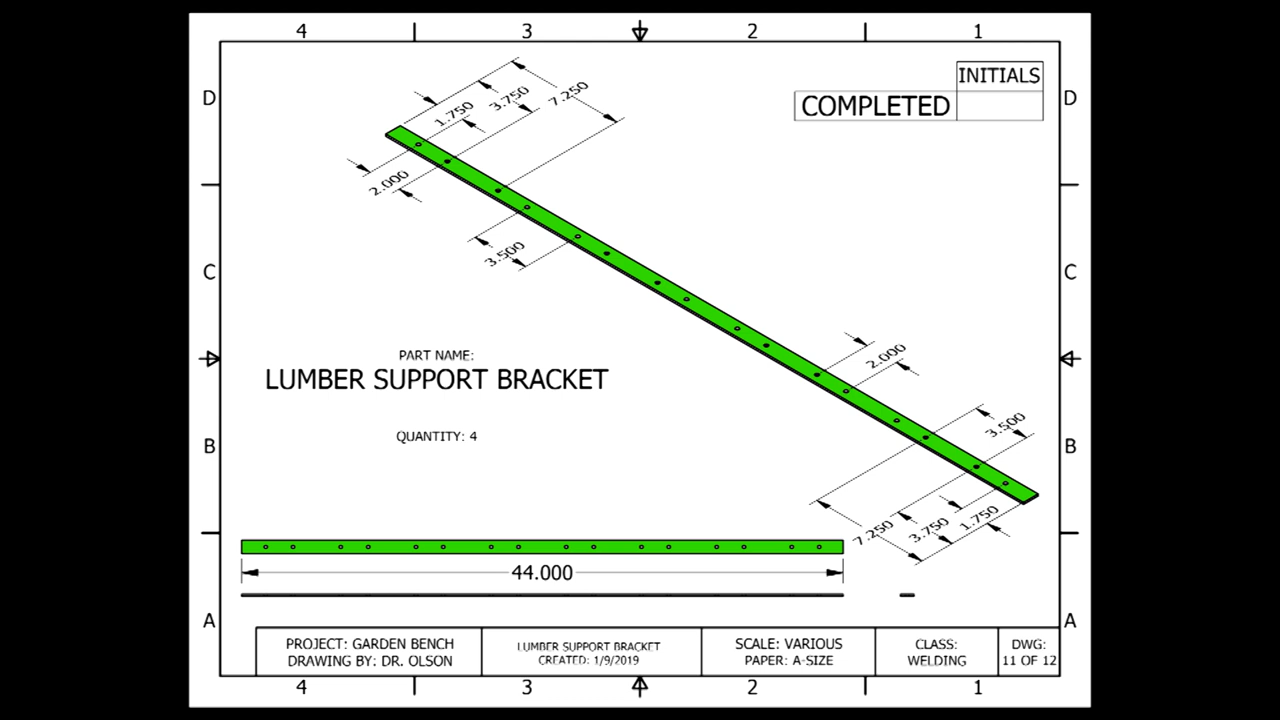 4 3 2 1
INITIALS
D D
COMPLETED
1.750 3.750 7.250
2.000
3.500
C C
PART NAME:
2.000
LUMBER SUPPORT BRACKET
3.500
QUANTITY: 4
B B
7.250 3.750 1.750
44.000
A A
PROJECT: GARDEN BENCH
DRAWING BY: DR. OLSON
LUMBER SUPPORT BRACKET
CREATED: 1/9/2019
SCALE: VARIOUS
PAPER: A-SIZE
CLASS:
WELDING
DWG:
11 OF 12
4 3 2 1